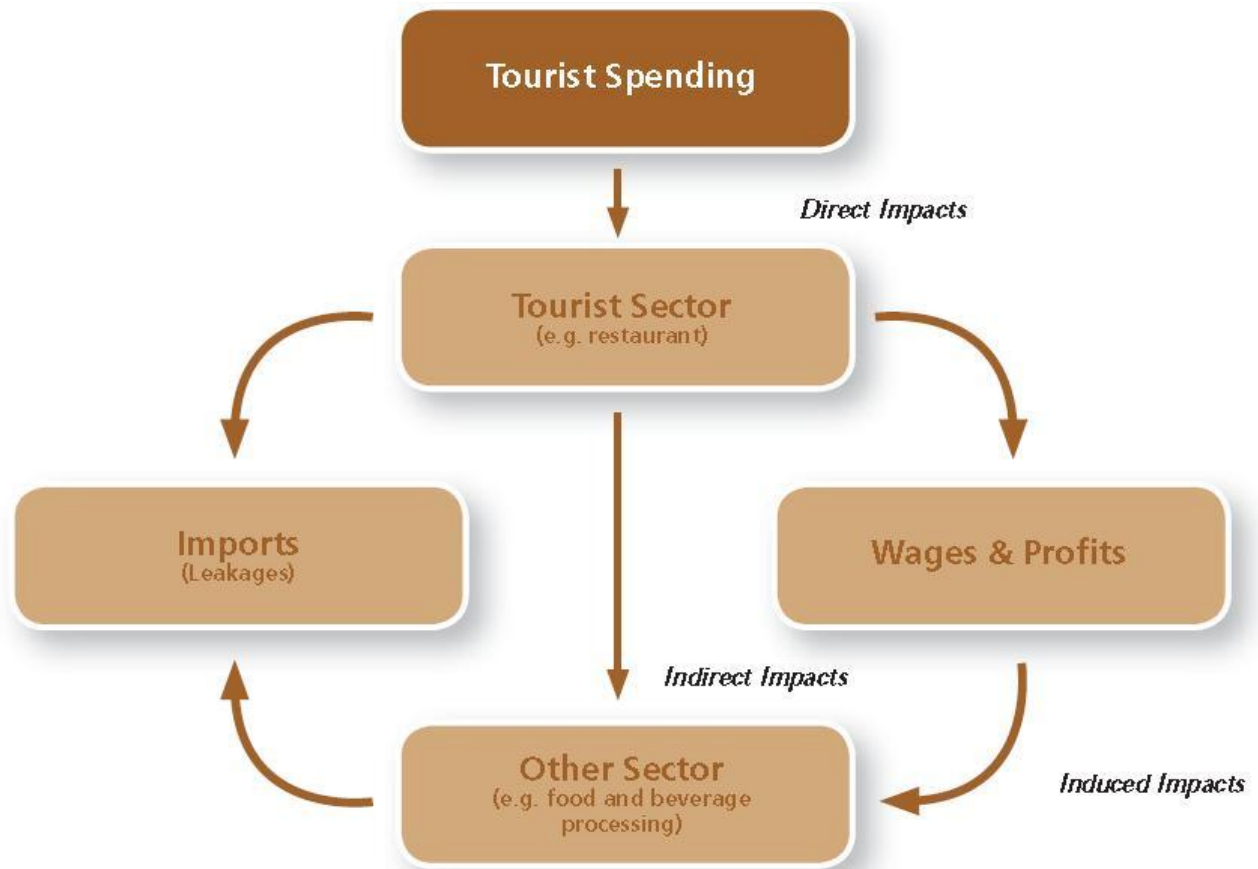 Tourist Spending
Direct Impacts
Tourist Sector
(e.g. restaurant)
Imports
(Leakages)
Wages & Profits
Indirect Impacts
Other Sector
(e.g. food and beverage
processing)
Induced Impacts